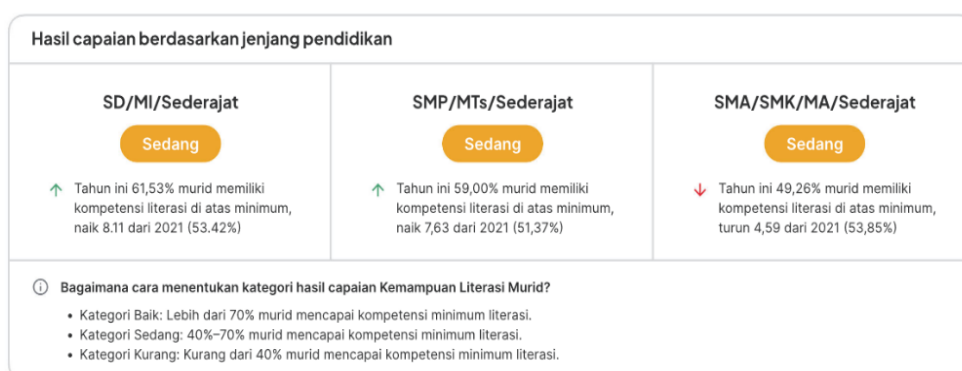 Hasil capaian berdasarkan jenjang pendidikan
SD/MI/Sederajat
Sedang
Tahun ini 61,53% murid memiliki
kompetensi literasi di atas minimum,
naik 8.11 dari 2021 (53.42%)
SMP/MTs/Sederajat
Sedang
Tahun ini 59,00% murid memiliki
kompetensi literasi di atas minimum,
naik 7,63 dari 2021 (51,37%)
SMA/SMK/MA/Sederajat
Sedang
Tahun ini 49,26% murid memiliki
kompetensi literasi di atas minimum,
turun 4,59 dari 2021 (53,85%)
Bagaimana cara menentukan kategori hasil capaian Kemampuan Literasi Murid?
• Kategori Baik: Lebih dari 70% murid mencapai kompetensi minimum literasi.
• Kategori Sedang: 40%–70% murid mencapai kompetensi minimum literasi.
• Kategori Kurang: Kurang dari 40% murid mencapai kompetensi minimum literasi.